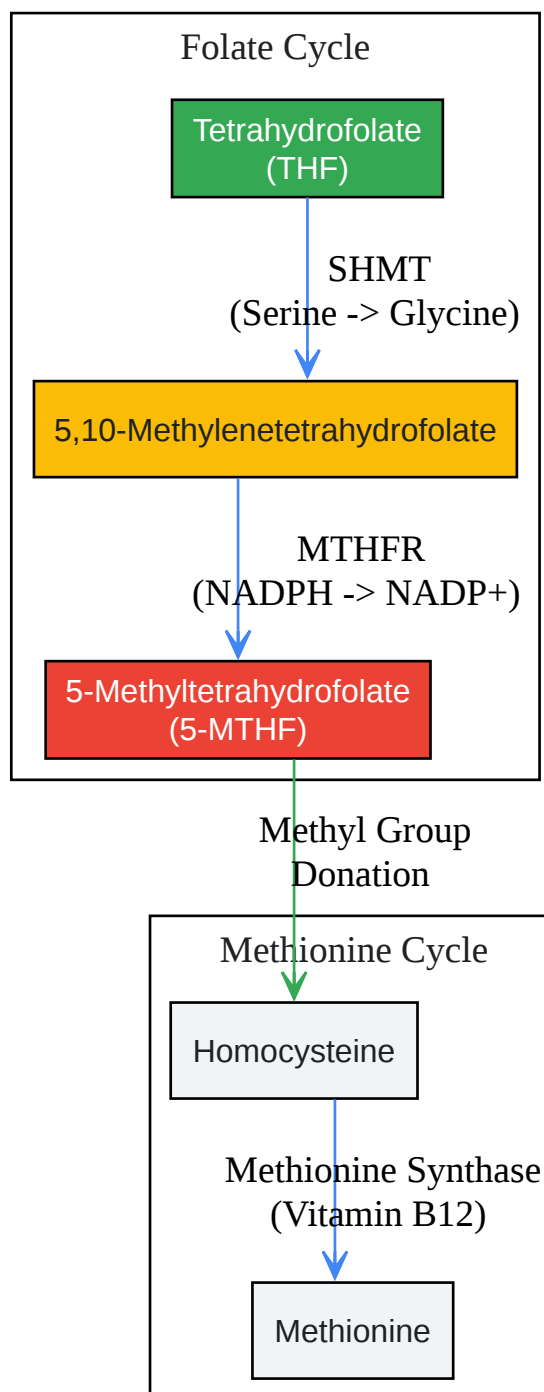 Folate Cycle
Tetrahydrofolate
(THF)
SHMT
(Serine -> Glycine)
5,10-Methylenetetrahydrofolate
MTHFR
(NADPH -> NADP+)
5-Methyltetrahydrofolate
(5-MTHF)
Methyl Group
Donation
Methionine Cycle
Homocysteine
Methionine Synthase
(Vitamin B12)
Methionine